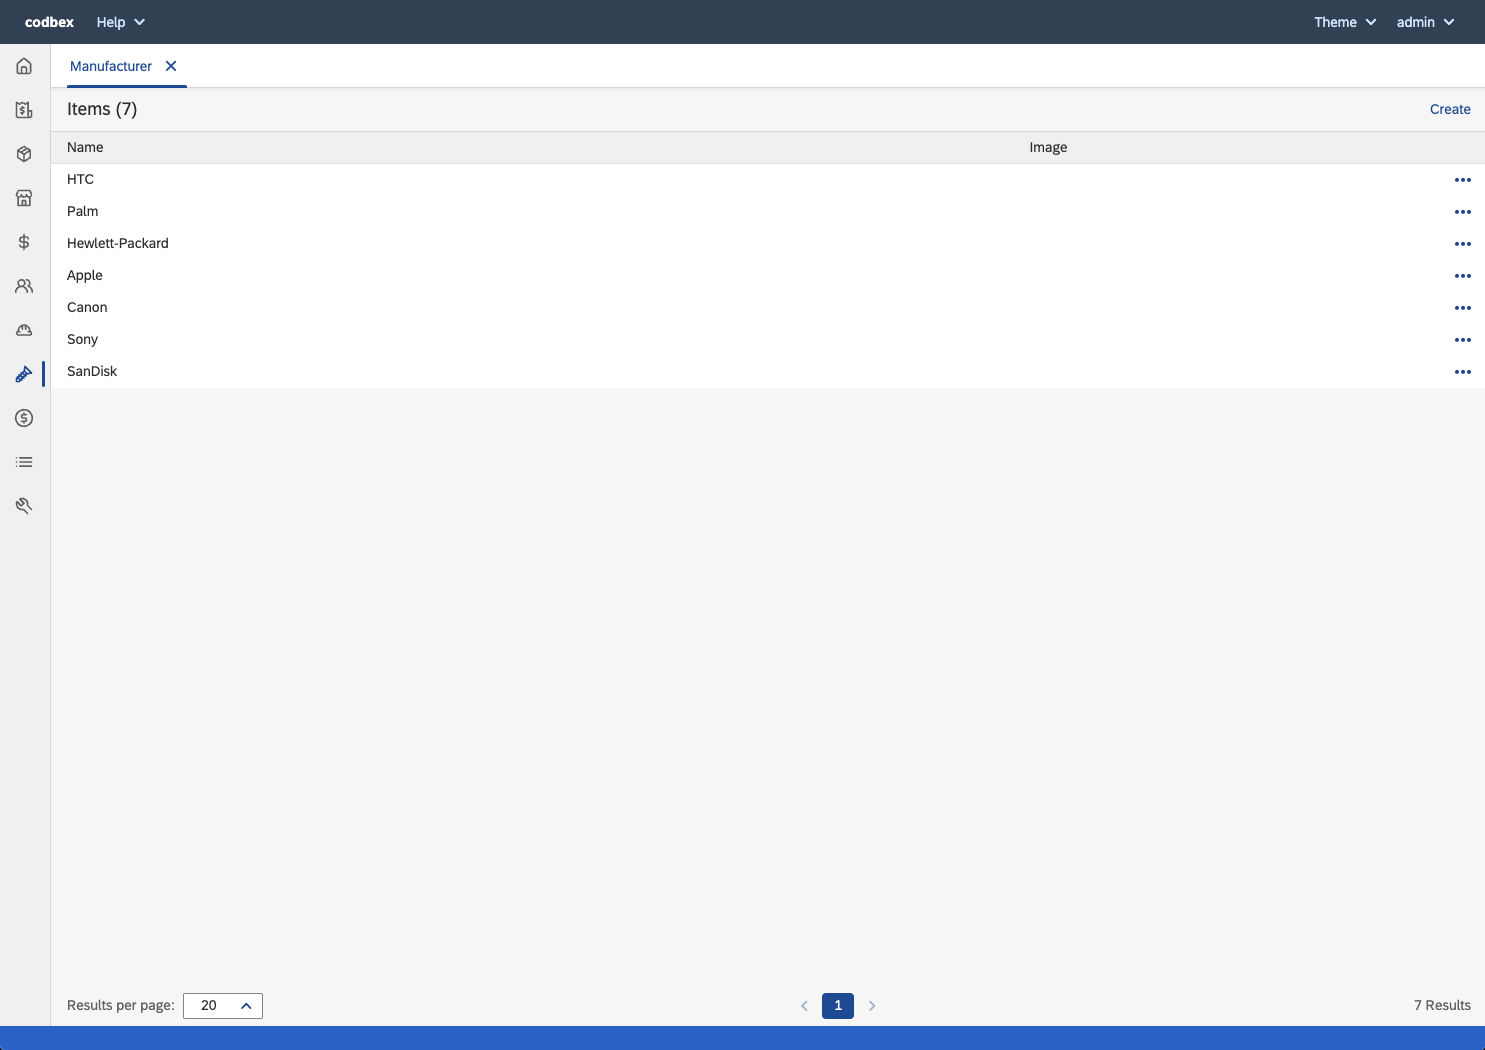 codbex Help Theme admin
Manufacturer
Items (7) Create
Name Image
HTC
Palm
Hewlett-Packard
Apple
Canon
Sony
SanDisk
Results per page: 20 1 7 Results